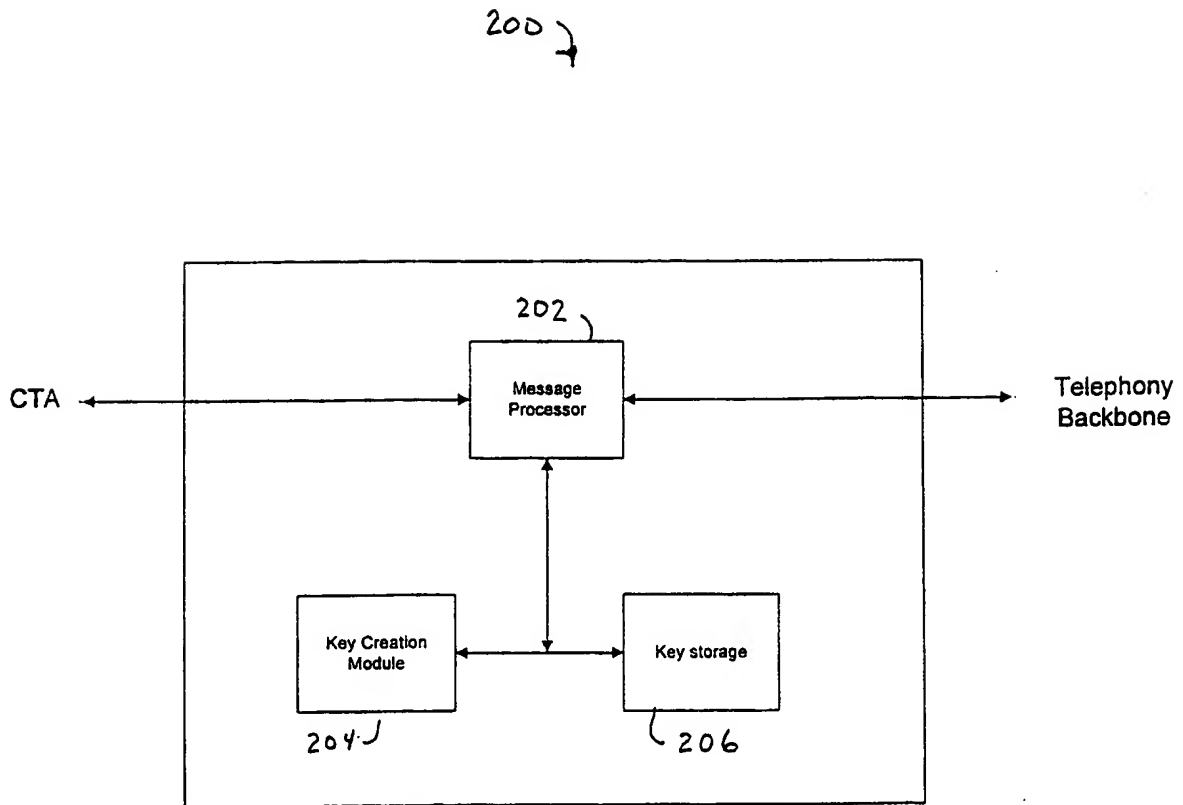 200
202
Message
Processor
CTA
Telephony
Backbone
Key Creation
Module
Key storage
204
206